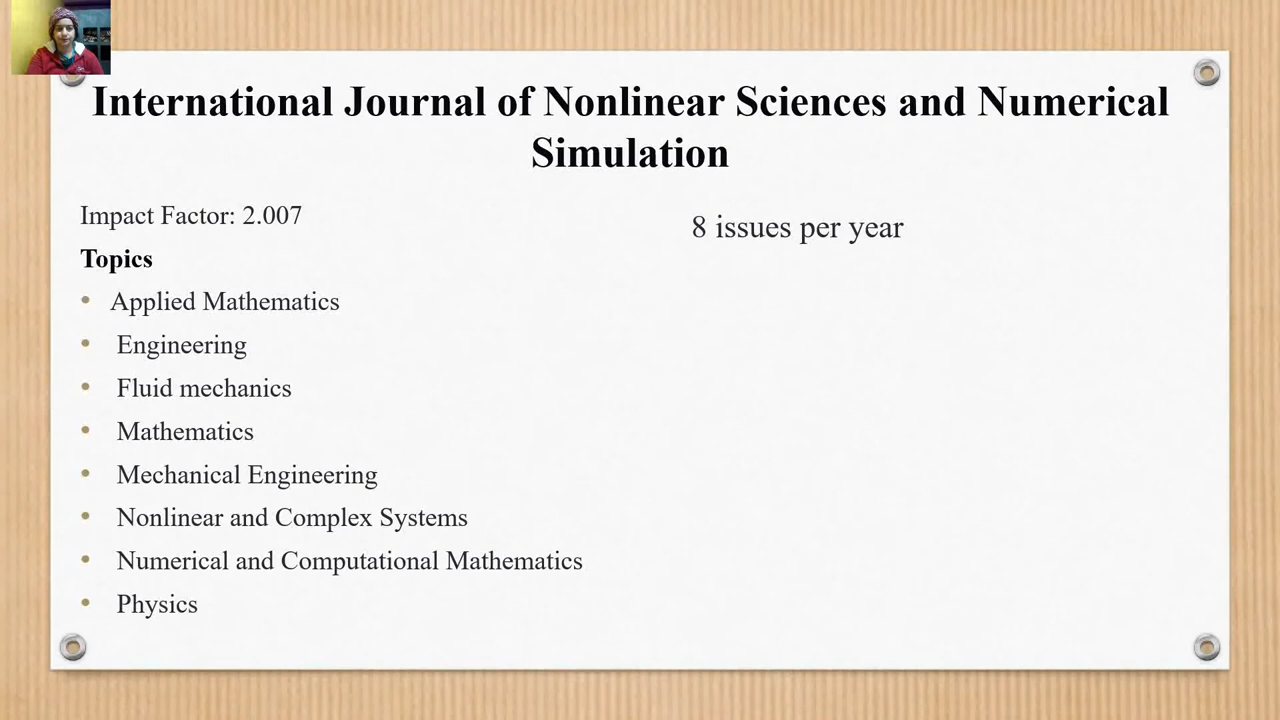 International Journal of Nonlinear Sciences and Numerical
Simulation
Impact Factor: 2.007
Topics
• Applied Mathematics
• Engineering
• Fluid mechanics
• Mathematics
• Mechanical Engineering
• Nonlinear and Complex Systems
• Numerical and Computational Mathematics
• Physics
8 issues per year